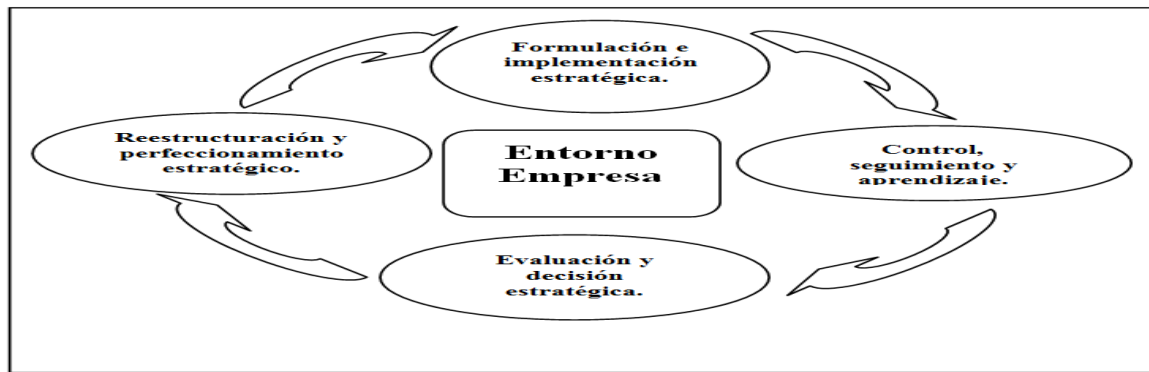 Formulación e
implementación
estratégica.
Reestructuración y
perfeccionamiento
estratégico.
Entorno
Empresa
Control,
seguimiento y
aprendizaje.
Evaluación y
decisión
estratégica.